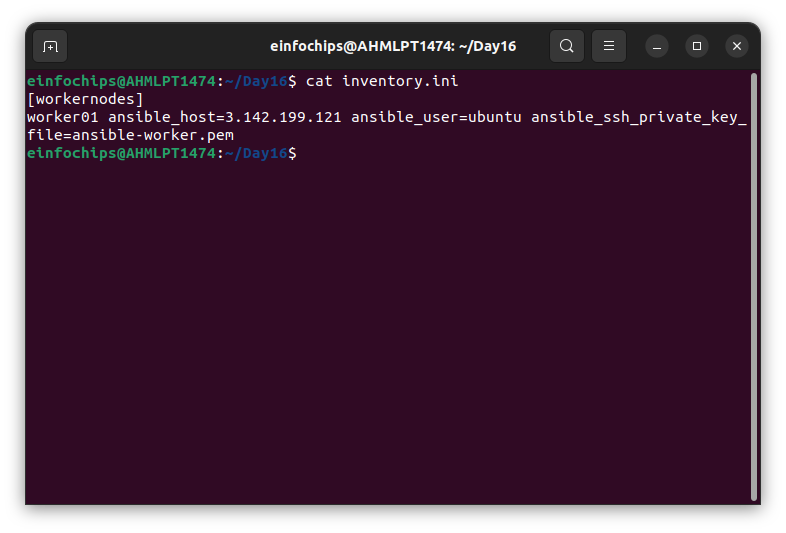 einfochips@AHMLPT1474: ~/Day16
einfochips@AHMLPT1474:~/Day16$ cat inventory.ini
[workernodes]
worker01 ansible_host=3.142.199.121 ansible_user=ubuntu ansible_ssh_private_key_
file=ansible-worker.pem
einfochips@AHMLPT1474:~/Day16$